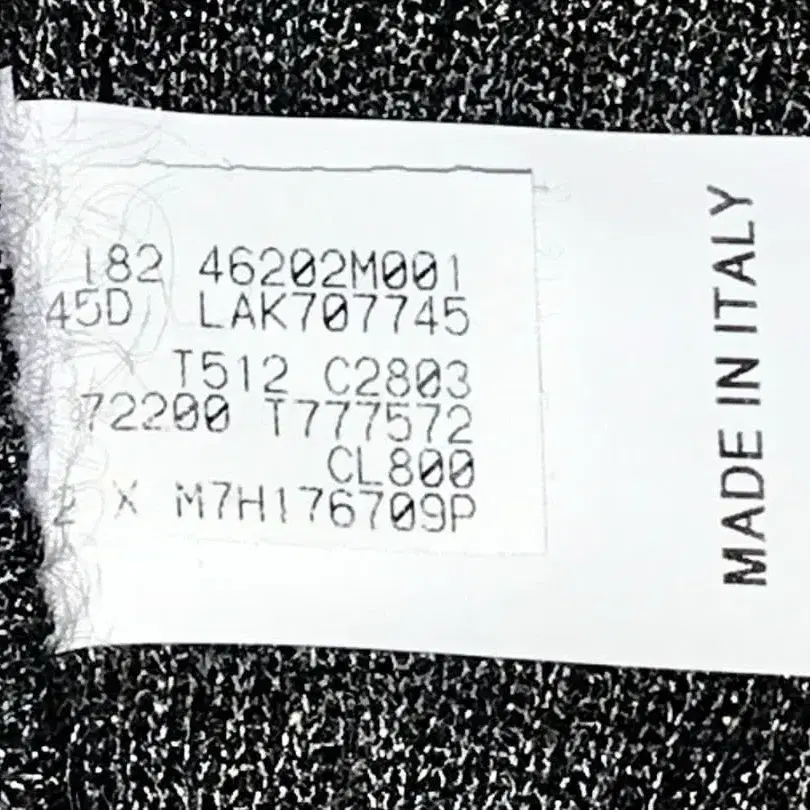 182 46202M001
45D LAK707745
T512 C2803
72200 T777572
CL800
2 X M7H176709P
MADE IN ITALY